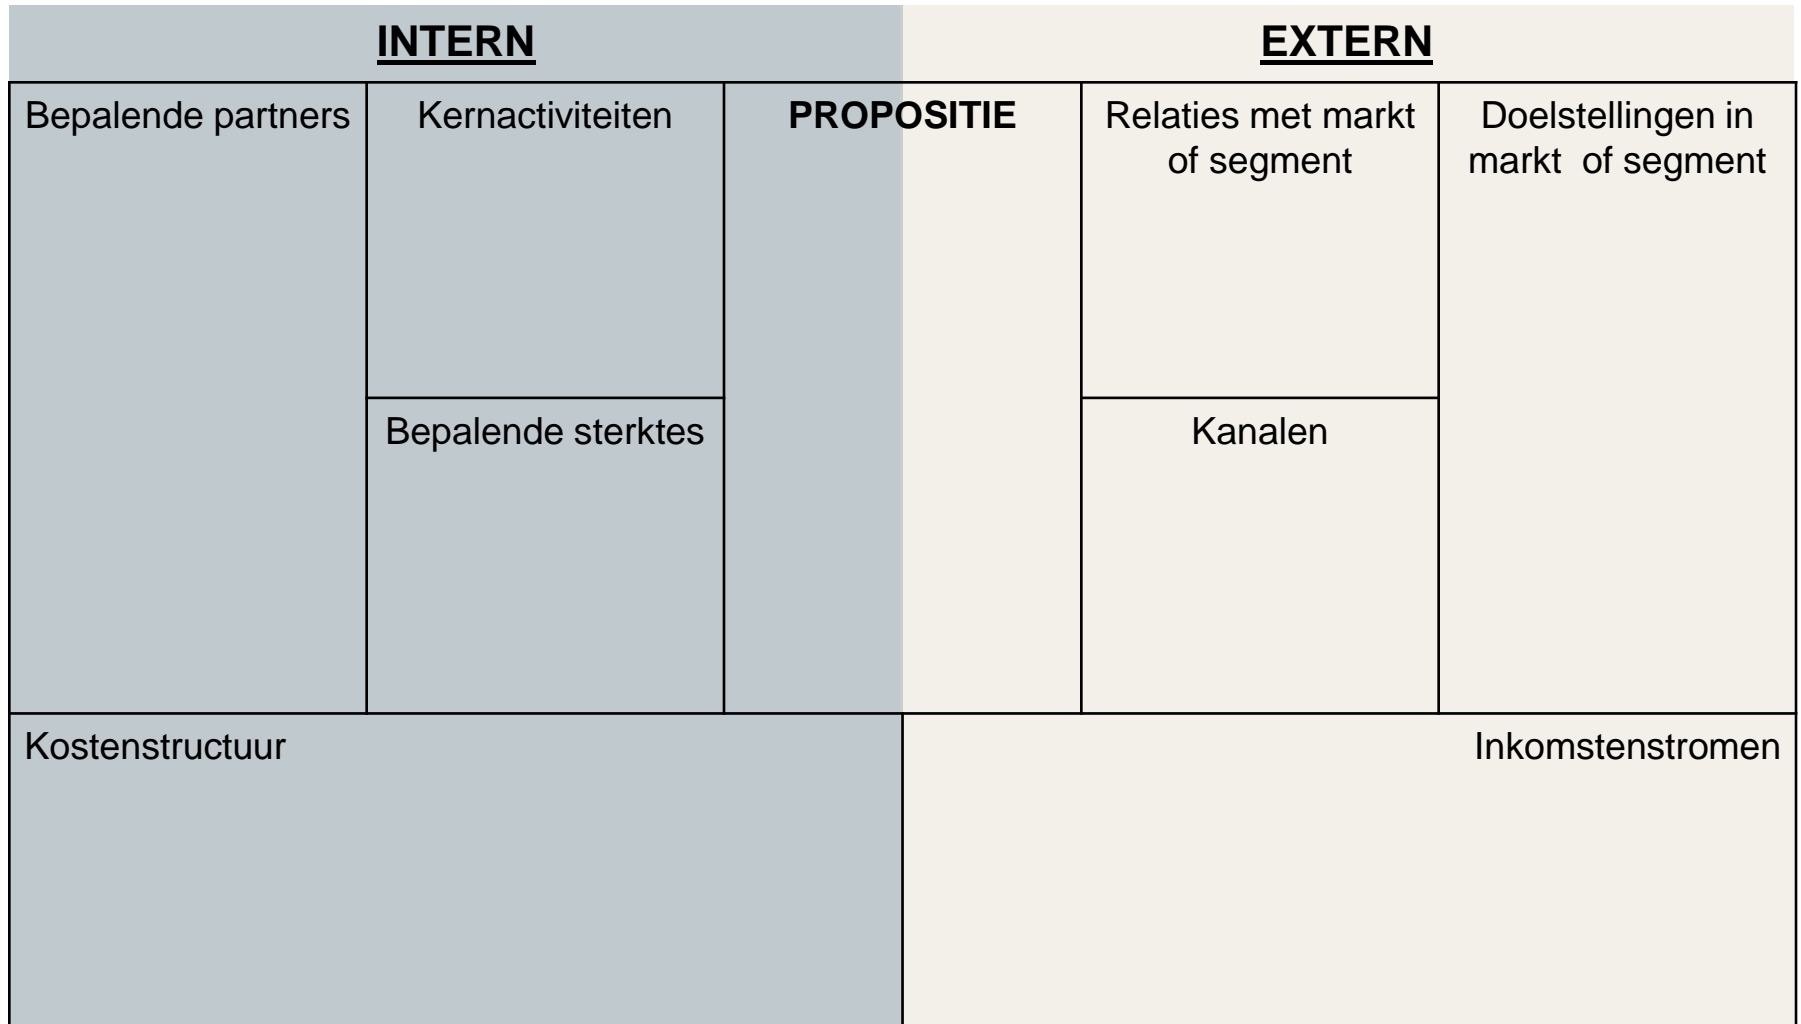 INTERN
EXTERN
Bepalende partners
Kernactiviteiten
PROPOSITIE
Relaties met markt
of segment
Doelstellingen in
markt  of segment
Bepalende sterktes
Kanalen
Kostenstructuur
Inkomstenstromen